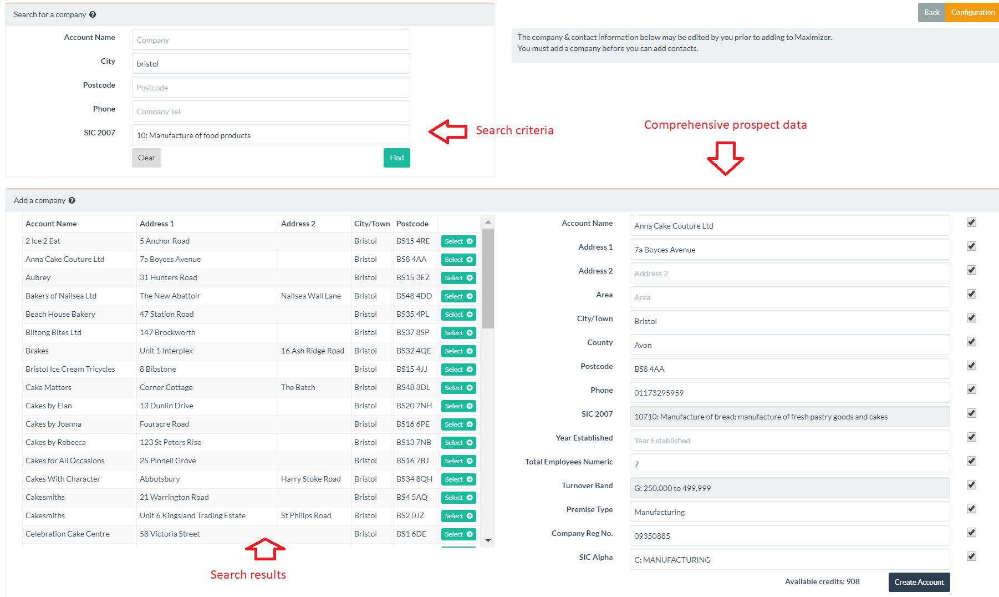 Search for a company
Back Configuration
Account Name Company
City bristol
Postcode Postcode
Phone Company Tel
SIC 2007 10: Manufacture of food products
Clear Find
The company & contact information below may be edited by you prior to adding to Maximizer.
You must add a company before you can add contacts.
Search criteria
Comprehensive prospect data
Add a company
Account Name Address 1 Address 2 City/Town Postcode
2 Ice 2 Eat 5 Anchor Road Bristol BS15 4RE Select
Anna Cake Couture Ltd 7a Boyces Avenue Bristol BS8 4AA Select
Aubrey 31 Hunters Road Bristol BS15 3EZ Select
Bakers of Nailsea Ltd The New Abattoir Nailsea Wall Lane Bristol BS48 4DD Select
Beach House Bakery 47 Station Road Bristol BS35 4PL Select
Biltong Bites Ltd 147 Brockworth Bristol BS37 8SP Select
Brakes Unit 1 Interplex 16 Ash Ridge Road Bristol BS32 4QE Select
Bristol Ice Cream Tricycles 8 Bibstone Bristol BS15 4JJ Select
Cake Matters Corner Cottage The Batch Bristol BS48 3DL Select
Cakes by Elan 13 Dunlin Drive Bristol BS20 7NH Select
Cakes by Joanna Fouracre Road Bristol BS16 6PE Select
Cakes by Rebecca 123 St Peters Rise Bristol BS13 7NB Select
Cakes for All Occasions 25 Pinnell Grove Bristol BS16 7BJ Select
Cakes With Character Abbotsbury Harry Stoke Road Bristol BS34 8QH Select
Cakesmiths 21 Warrington Road Bristol BS4 5AQ Select
Cakesmiths Unit 6 Kingsland Trading Estate St Philips Road Bristol BS2 0JZ Select
Celebration Cake Centre 58 Victoria Street Bristol BS1 6DE Select
Search results
Account Name Anna Cake Couture Ltd
Address 1 7a Boyces Avenue
Address 2 Address 2
Area Area
City/Town Bristol
County Avon
Postcode BS8 4AA
Phone 01173295959
SIC 2007 10710: Manufacture of bread; manufacture of fresh pastry goods and cakes
Year Established Year Established
Total Employees Numeric 7
Turnover Band G: 250,000 to 499,999
Premise Type Manufacturing
Company Reg No. 09350885
SIC Alpha C: MANUFACTURING
Available credits: 908 Create Account